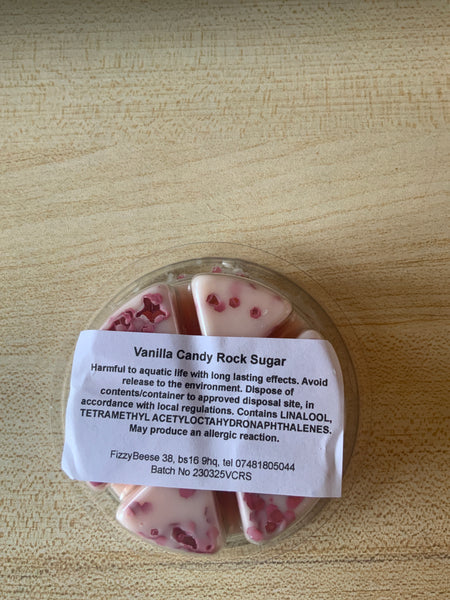 Vanilla Candy Rock Sugar
Harmful to aquatic life with long lasting effects. Avoid
release to the environment. Dispose of
contents/container to approved disposal site, in
accordance with local regulations. Contains LINALOOL,
TETRAMETHYL ACETYLOCTAHYDRONAPHTHALENES.
May produce an allergic reaction.
FizzyBeese 38, bs16 9hq, tel 07481805044
Batch No 230325VCRS